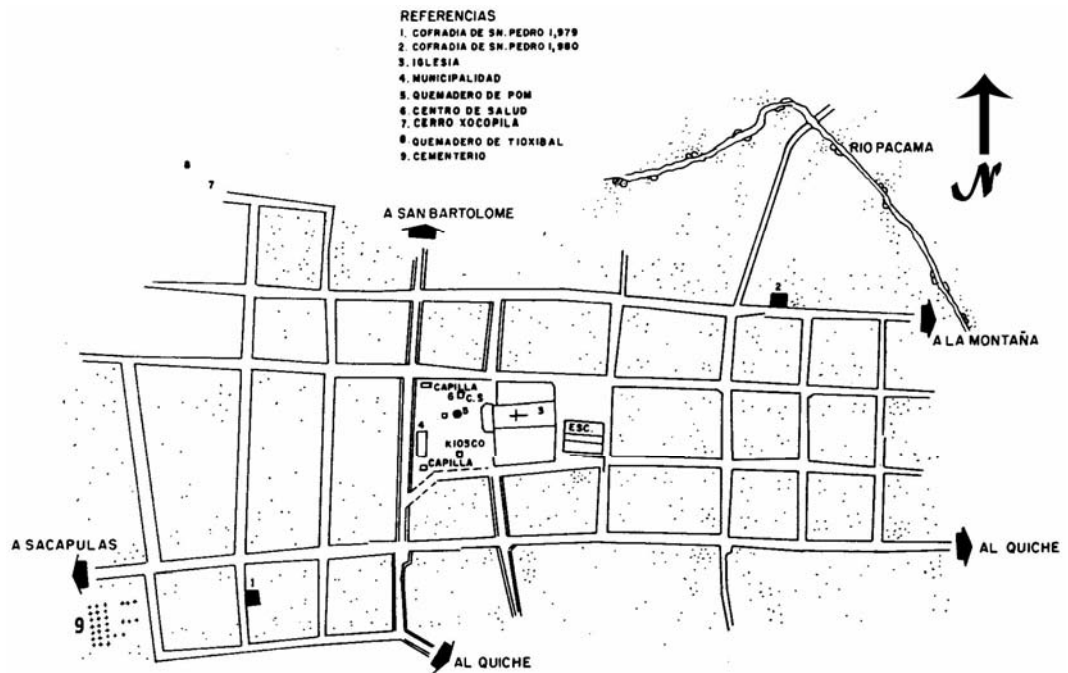 REFERENCIAS
1. COFRADIA DE SN. PEDRO 1,979
2. COFRADIA DE SN. PEDRO 1,980
3. IGLESIA
4. MUNICIPALIDAD
5. QUEMADERO DE POM
6. CENTRO DE SALUD
7. CERRO XOCOPILA
8. QUEMADERO DE TIOXIBAL
9. CEMENTERIO
N
RIO PACAMA
8
7
A SAN BARTOLOME
2
A LA MONTAÑA
CAPILLA
6 C.S
5
3
4
ESC.
KIOSCO
CAPILLA
A SACAPULAS
AL QUICHE
1
9
AL QUICHE